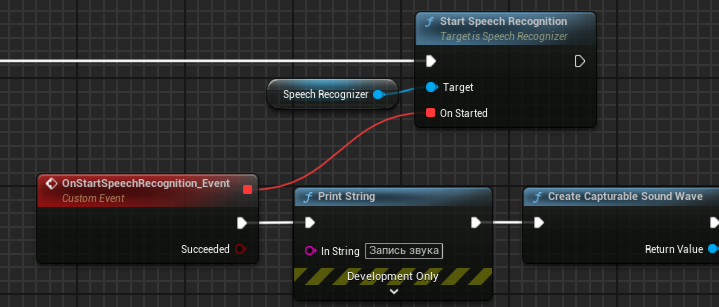 Start Speech Recognition
Target is Speech Recognizer
Speech Recognizer
Target
On Started
OnStartSpeechRecognition_Event
Custom Event
Succeeded
Print String
In String Запись звука
Development Only
Create Capturable Sound Wave
Return Value